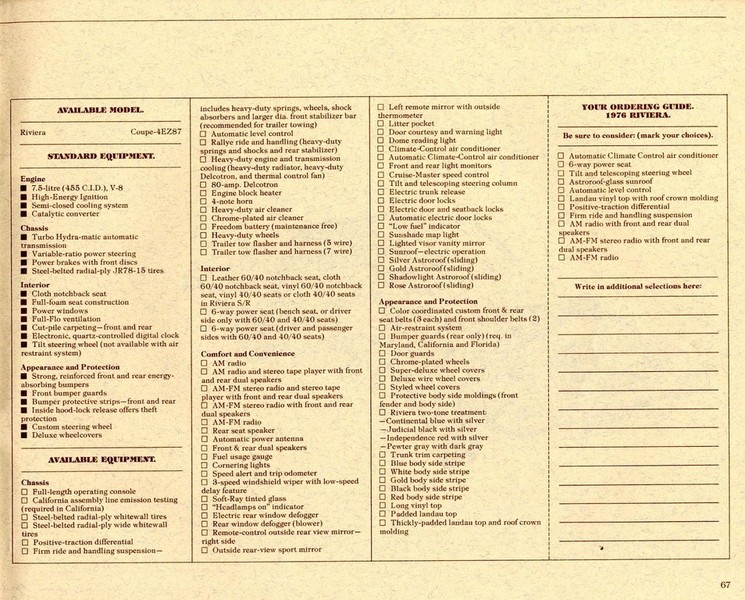 AVAILABLE MODEL.
Riviera Coupe-4EZ87
STANDARD EQUIPMENT.
Engine
■ 7.5-litre (455 C.I.D.), V-8
■ High-Energy Ignition
■ Semi-closed cooling system
■ Catalytic converter
Chassis
■ Turbo Hydra-matic automatic
transmission
■ Variable-ratio power steering
■ Power brakes with front discs
■ Steel-belted radial-ply JR78-15 tires
Interior
■ Cloth notchback seat
■ Full-foam seat construction
■ Power windows
■ Full-Flo ventilation
■ Cut-pile carpeting—front and rear
■ Electronic, quartz-controlled digital clock
■ Tilt steering wheel (not available with air
restraint system)
Appearance and Protection
■ Strong, reinforced front and rear energy-
absorbing bumpers
■ Front bumper guards
■ Bumper protective strips—front and rear
■ Inside hood-lock release offers theft
protection
■ Custom steering wheel
■ Deluxe wheelcovers
AVAILABLE EQUIPMENT.
Chassis
□ Full-length operating console
□ California assembly line emission testing
(required in California)
□ Steel-belted radial-ply whitewall tires
□ Steel-belted radial-ply wide whitewall
tires
□ Positive-traction differential
□ Firm ride and handling suspension—
includes heavy-duty springs, wheels, shock
absorbers and larger dia. front stabilizer bar
(recommended for trailer towing)
□ Automatic level control
□ Rallye ride and handling (heavy-duty
springs and shocks and rear stabilizer)
□ Heavy-duty engine and transmission
cooling (heavy-duty radiator, heavy-duty
Delcotron, and thermal control fan)
□ 80-amp. Delcotron
□ Engine block heater
□ 4-note horn
□ Heavy-duty air cleaner
□ Chrome-plated air cleaner
□ Freedom battery (maintenance free)
□ Heavy-duty wheels
□ Trailer tow flasher and harness (5 wire)
□ Trailer tow flasher and harness (7 wire)
Interior
□ Leather 60/40 notchback seat, cloth
60/40 notchback seat, vinyl 60/40 notchback
seat, vinyl 40/40 seats or cloth 40/40 seats
in Riviera S/R
□ 6-way power seat (bench seat, or driver
side only with 60/40 and 40/40 seats)
□ 6-way power seat (driver and passenger
sides with 60/40 and 40/40 seats)
Comfort and Convenience
□ AM radio
□ AM radio and stereo tape player with front
and rear dual speakers
□ AM-FM stereo radio and stereo tape
player with front and rear dual speakers
□ AM-FM stereo radio with front and rear
dual speakers
□ AM-FM radio
□ Rear seat speaker
□ Automatic power antenna
□ Front & rear dual speakers
□ Fuel usage gauge
□ Cornering lights
□ Speed alert and trip odometer
□ 3-speed windshield wiper with low-speed
delay feature
□ Soft-Ray tinted glass
□ "Headlamps on" indicator
□ Electric rear window defogger
□ Rear window defogger (blower)
□ Remote-control outside rear view mirror—
right side
□ Outside rear-view sport mirror
□ Left remote mirror with outside
thermometer
□ Litter pocket
□ Door courtesy and warning light
□ Dome reading light
□ Climate-Control air conditioner
□ Automatic Climate Control air conditioner
□ Front and rear light monitors
□ Cruise-Master speed control
□ Tilt and telescoping steering column
□ Electric trunk release
□ Electric door locks
□ Electric door and seatback locks
□ Automatic electric door locks
□ "Low fuel" indicator
□ Sunshade map light
□ Lighted visor vanity mirror
□ Sunroof—electric operation
□ Silver Astroroof (sliding)
□ Gold Astroroof (sliding)
□ Shadowlight Astroroof (sliding)
□ Rose Astroroof (sliding)
Appearance and Protection
□ Color coordinated custom front & rear
seat belts (3 each) and front shoulder belts (2)
□ Air-restraint system
□ Bumper guards (rear only) (req. in
Maryland, California and Florida)
□ Door guards
□ Chrome-plated wheels
□ Super-deluxe wheel covers
□ Deluxe wire wheel covers
□ Styled wheel covers
□ Protective body side moldings (front
fender and body side)
□ Riviera two-tone treatment:
—Continental blue with silver
—Judicial black with silver
—Independence red with silver
—Pewter gray with dark gray
□ Trunk trim carpeting
□ Blue body side stripe
□ White body side stripe
□ Gold body side stripe
□ Black body side stripe
□ Red body side stripe
□ Long vinyl top
□ Padded landau top
□ Thickly-padded landau top and roof crown
molding
YOUR ORDERING GUIDE.
1976 RIVIERA.
Be sure to consider: (mark your choices).
□ Automatic Climate Control air conditioner
□ 6-way power seat
□ Tilt and telescoping steering wheel
□ Astroroof-glass sunroof
□ Automatic level control
□ Landau vinyl top with roof crown molding
□ Positive-traction differential
□ Firm ride and handling suspension
□ AM radio with front and rear dual
speakers
□ AM-FM stereo radio with front and rear
dual speakers
□ AM-FM radio
Write in additional selections here:
67